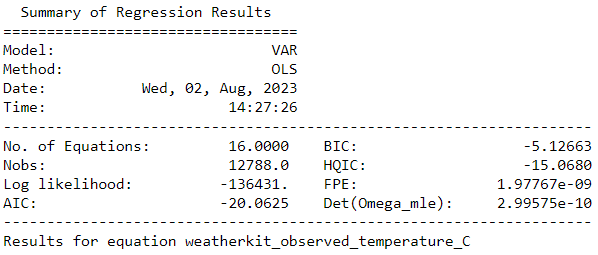 Summary of Regression Results
==================================
Model: VAR
Method: OLS
Date: Wed, 02, Aug, 2023
Time: 14:27:26
--------------------------------------------------------------------
No. of Equations: 16.0000 BIC: -5.12663
Nobs: 12788.0 HQIC: -15.0680
Log likelihood: -136431. FPE: 1.97767e-09
AIC: -20.0625 Det(Omega_mle): 2.99575e-10
--------------------------------------------------------------------
Results for equation weatherkit_observed_temperature_C